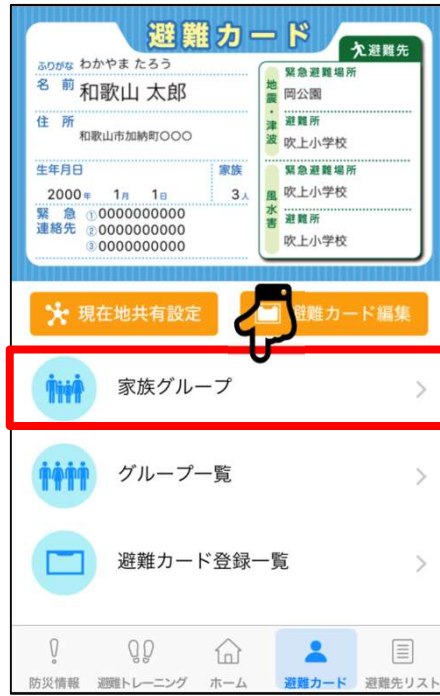 避難カード
ふりがな わかやま たろう
名前 和歌山 太郎
住所
和歌山市加納町〇〇〇
生年月日
2000年 1月 1日
家族
3人
緊急連絡先
①0000000000
②0000000000
③0000000000
避難先
地震・津波
緊急避難場所
岡公園
避難所
吹上小学校
風水害
緊急避難場所
吹上小学校
避難所
吹上小学校
現在地共有設定
避難カード編集
家族グループ
グループ一覧
避難カード登録一覧
防災情報 避難トレーニング ホーム 避難カード 避難先リスト